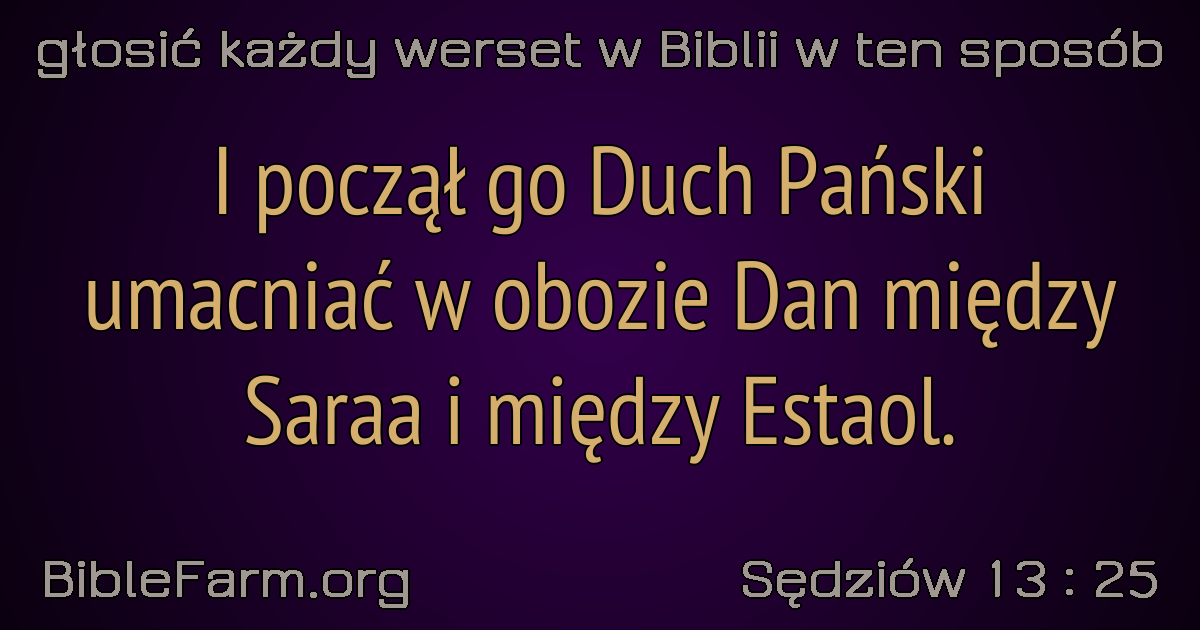 głosić każdy werset w Biblii w ten sposób
I począł go Duch Pański
umacniać w obozie Dan między
Saraa i między Estaol.
BibleFarm.org
Sędziów 13 : 25